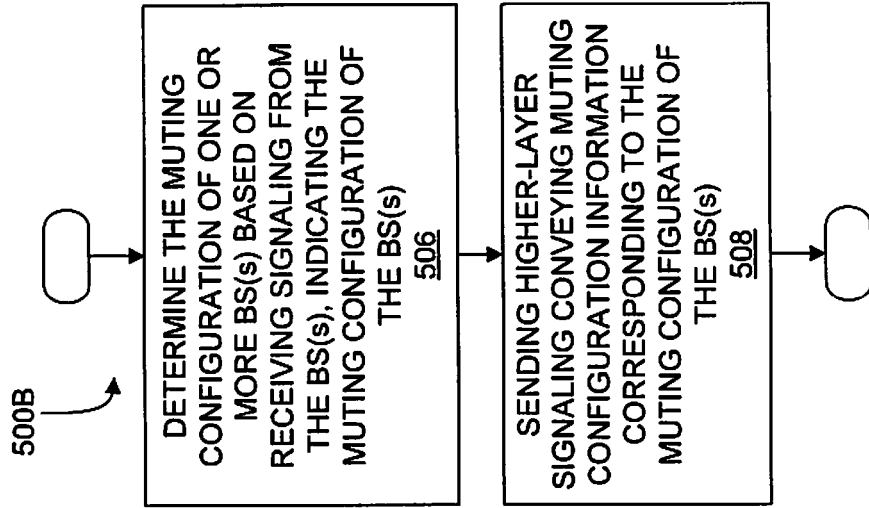 500B
DETERMINE THE MUTING
CONFIGURATION OF ONE OR
MORE BS(s) BASED ON
RECEIVING SIGNALING FROM
THE BS(s), INDICATING THE
MUTING CONFIGURATION OF
THE BS(s)
506
SENDING HIGHER-LAYER
SIGNALING CONVEYING MUTING
CONFIGURATION INFORMATION
CORRESPONDING TO THE
MUTING CONFIGURATION OF
THE BS(s)
508